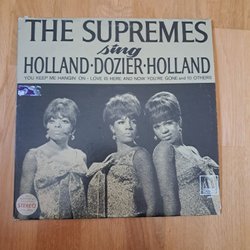 THE SUPREMES
sing
HOLLAND·DOZIER·HOLLAND
YOU KEEP ME HANGIN' ON - LOVE IS HERE AND NOW YOU'RE GONE and 10 OTHERS
STEREO